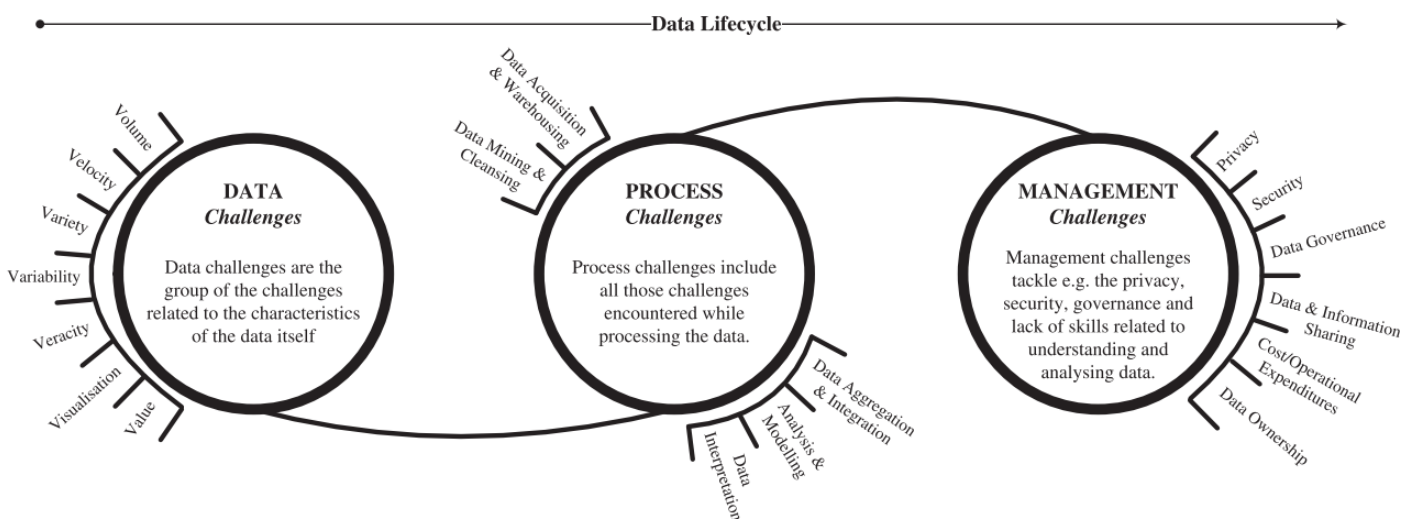 Data Lifecycle
Volume
Velocity
Variety
Variability
Veracity
Visualisation
Value
DATA
Challenges
Data challenges are the
group of the challenges
related to the characteristics
of the data itself
Data Acquisition
& Warehousing
Data Mining &
Cleansing
PROCESS
Challenges
Process challenges include
all those challenges
encountered while
processing the data.
Data Aggregation
& Integration
Analysis &
Modelling
Data
Interpretation
MANAGEMENT
Challenges
Management challenges
tackle e.g. the privacy,
security, governance and
lack of skills related to
understanding and
analysing data.
Privacy
Security
Data Governance
Data & Information
Sharing
Cost/Operational
Expenditures
Data Ownership